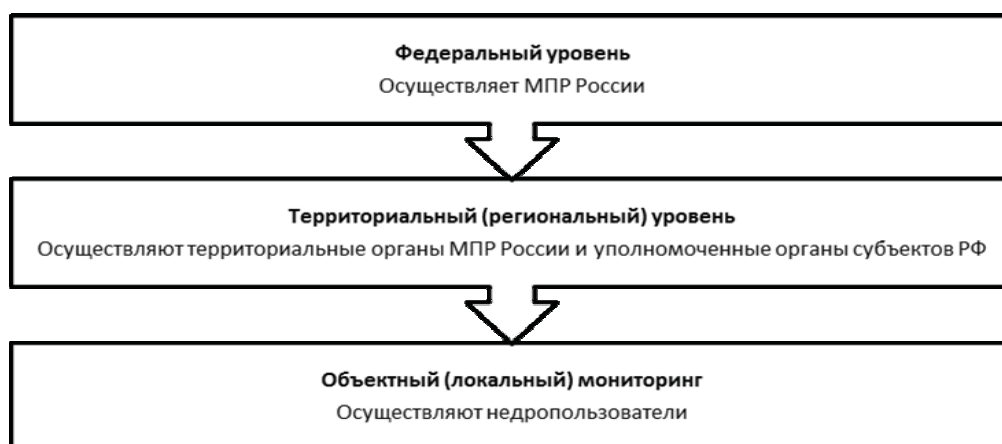 Федеральный уровень
Осуществляет МПР России
Территориальный (региональный) уровень
Осуществляют территориальные органы МПР России и уполномоченные органы субъектов РФ
Объектный (локальный) мониторинг
Осуществляют недропользователи